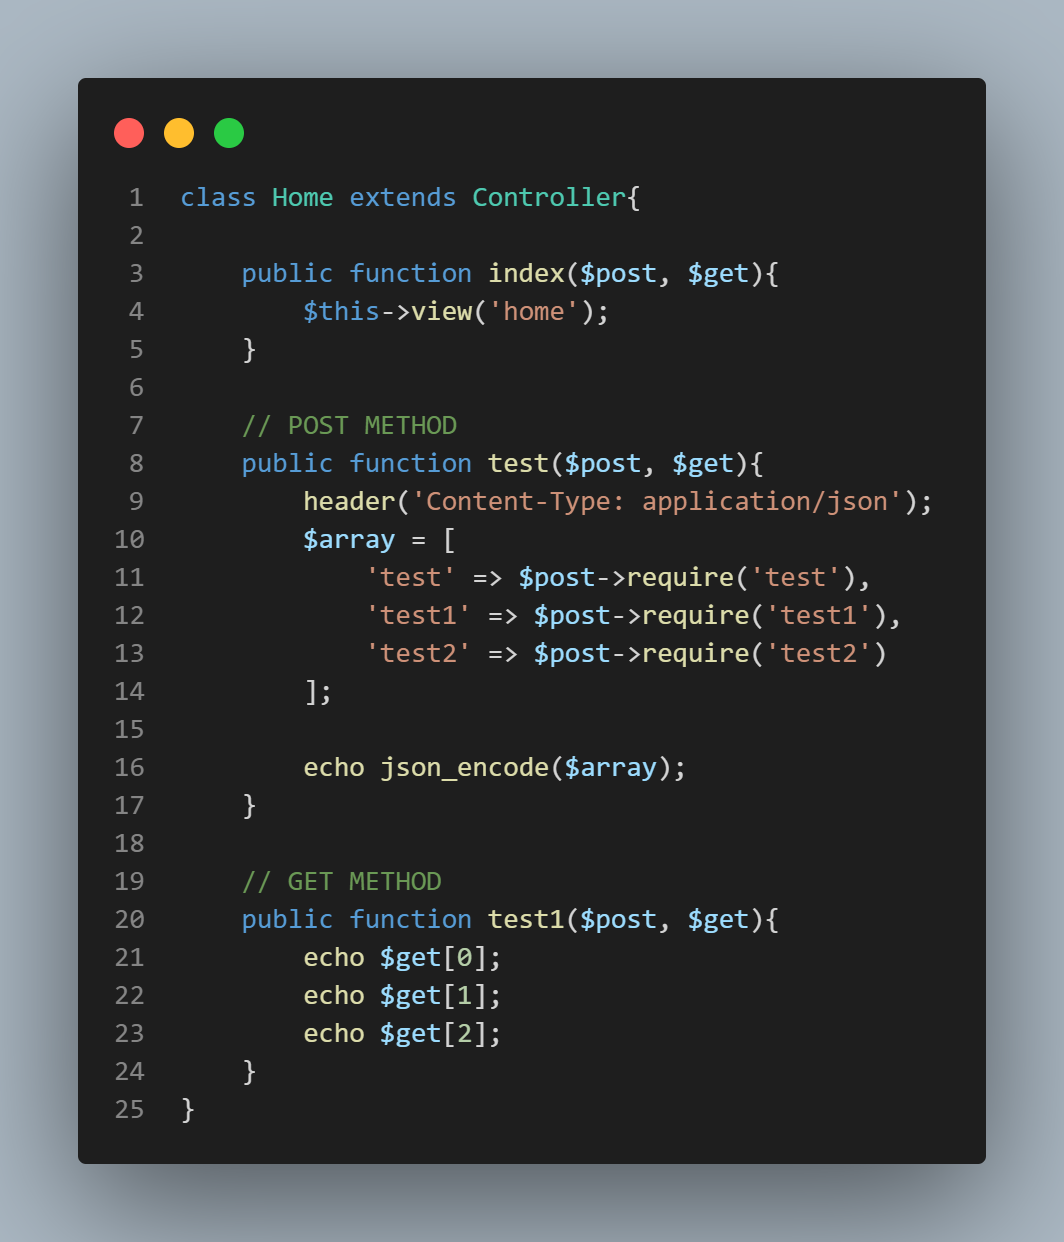 1 class Home extends Controller{
2
3     public function index($post, $get){
4         $this->view('home');
5     }
6
7     // POST METHOD
8     public function test($post, $get){
9         header('Content-Type: application/json');
10         $array = [
11             'test' => $post->require('test'),
12             'test1' => $post->require('test1'),
13             'test2' => $post->require('test2')
14         ];
15
16         echo json_encode($array);
17     }
18
19     // GET METHOD
20     public function test1($post, $get){
21         echo $get[0];
22         echo $get[1];
23         echo $get[2];
24     }
25 }